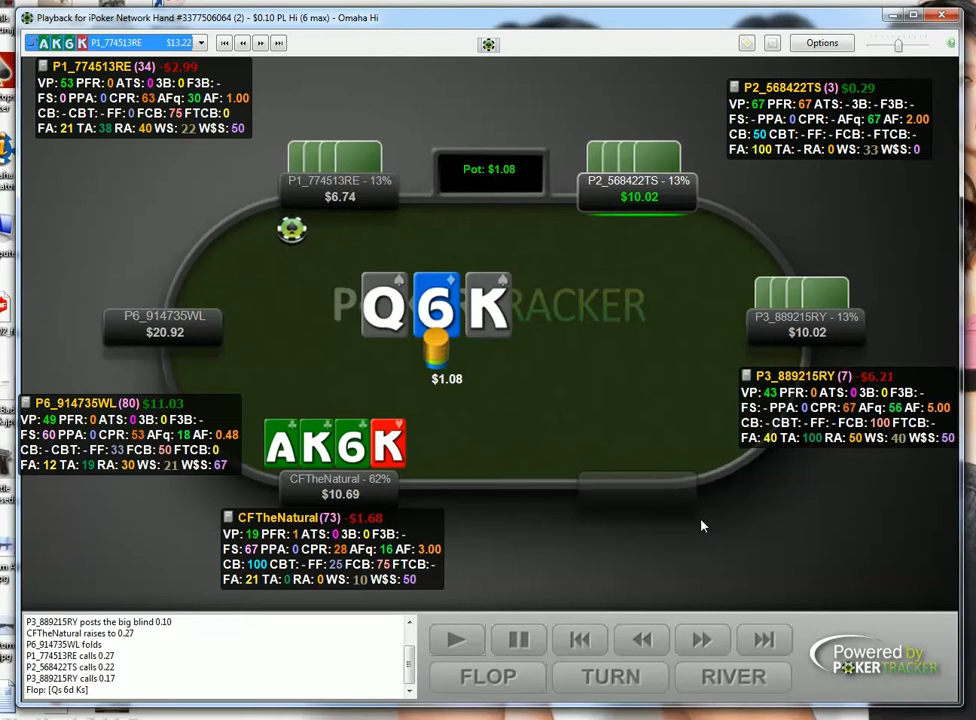 Playback for iPoker Network Hand #3377506064 (2) - $0.10 PL Hi (6 max) - Omaha Hi
AK6K P1_774513RE $13.22
Options
P1_774513RE (34) -$2.99
VP: 53 PFR: 0 ATS: 0 3B: 0 F3B: -
FS: 0 PPA: 0 CPR: 63 AFq: 30 AF: 1.00
CB: - CBT: - FF: 0 FCB: 75 FTCB: 0
FA: 21 TA: 38 RA: 40 WS: 22 W$S: 50
P2_568422TS (3) $0.29
VP: 67 PFR: 67 ATS: - 3B: - F3B: -
FS: - PPA: 0 CPR: - AFq: 67 AF: 2.00
CB: 50 CBT: - FF: - FCB: - FTCB: -
FA: 100 TA: - RA: 0 WS: 33 W$S: 0
P1_774513RE - 13%
$6.74
Pot: $1.08
P2_568422TS - 13%
$10.02
Q 6 K
P TRACKER
P6_914735WL
$20.92
P3_889215RY - 13%
$10.02
$1.08
P6_914735WL (80) $11.03
VP: 49 PFR: 0 ATS: 0 3B: 0 F3B: -
FS: 60 PPA: 0 CPR: 53 AFq: 18 AF: 0.48
CB: - CBT: - FF: 33 FCB: 50 FTCB: 0
FA: 12 TA: 19 RA: 30 WS: 21 W$S: 67
P3_889215RY (7) -$6.21
VP: 43 PFR: 0 ATS: 0 3B: 0 F3B: -
FS: - PPA: 0 CPR: 67 AFq: 56 AF: 5.00
CB: - CBT: - FF: - FCB: 100 FTCB: -
FA: 40 TA: 100 RA: 50 WS: 40 W$S: 50
A K 6 K
CFTheNatural - 62%
$10.69
CFTheNatural (73) -$1.68
VP: 19 PFR: 1 ATS: 0 3B: 0 F3B: -
FS: 67 PPA: 0 CPR: 28 AFq: 16 AF: 3.00
CB: 100 CBT: - FF: 25 FCB: 75 FTCB: -
FA: 21 TA: 0 RA: 0 WS: 10 W$S: 50
P3_889215RY posts the big blind 0.10
CFTheNatural raises to 0.27
P6_914735WL folds
P1_774513RE calls 0.27
P2_568422TS calls 0.22
P3_889215RY calls 0.17
Flop: [Qs 6d Ks]
FLOP TURN RIVER
Powered by
POKERTRACKER